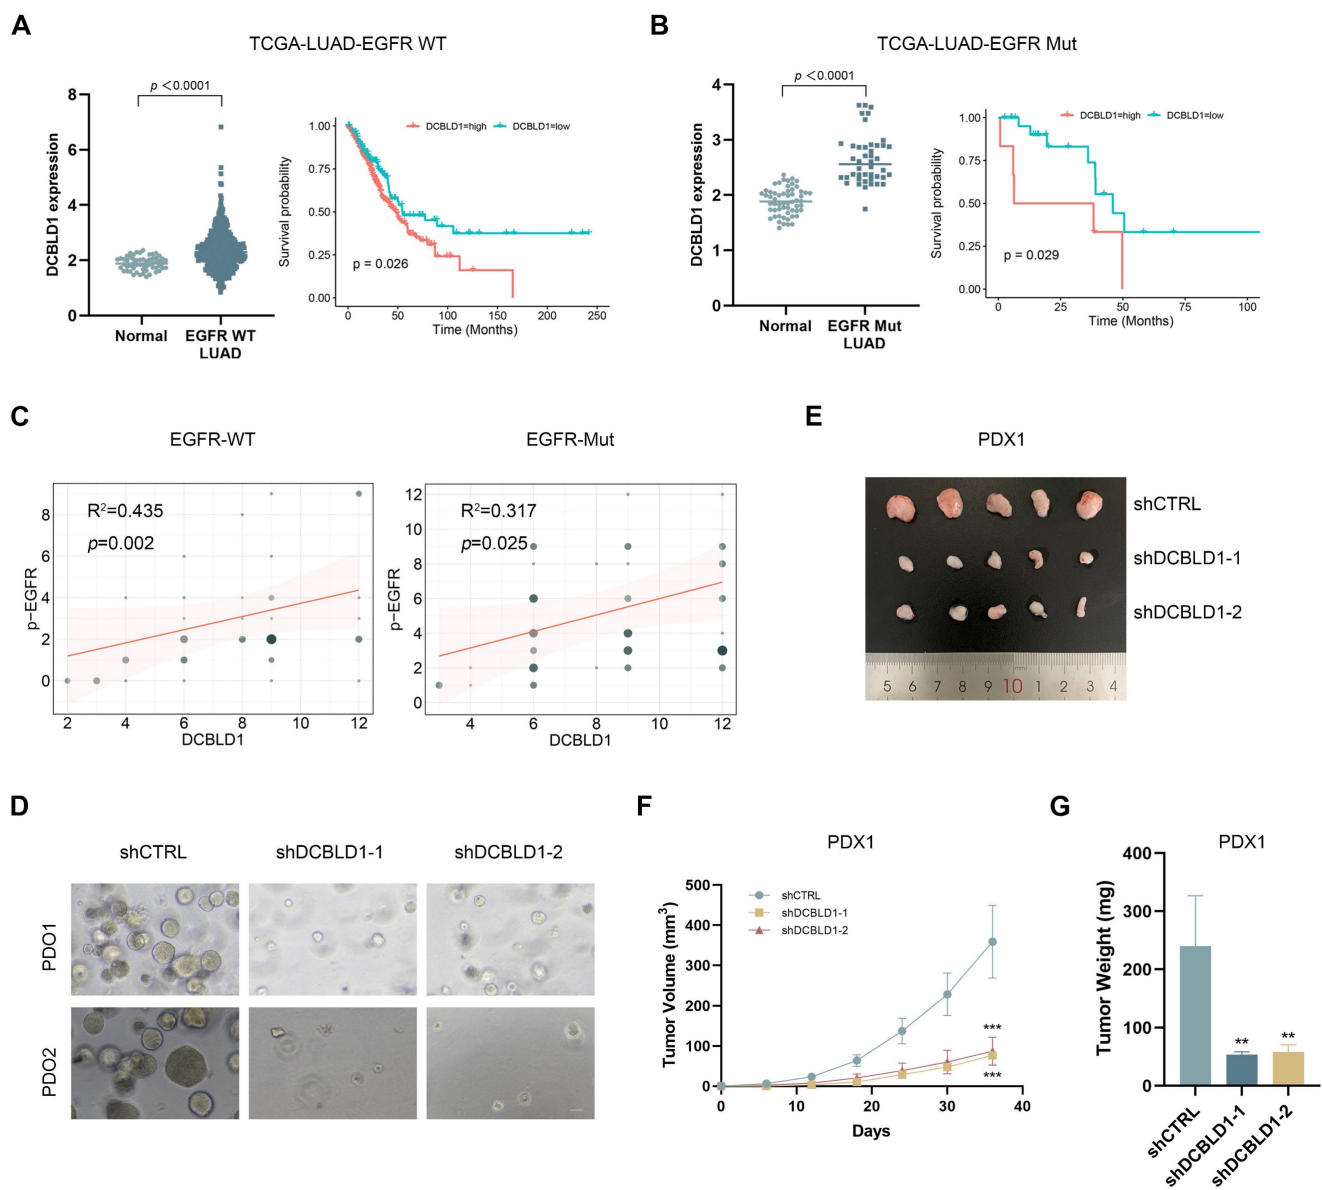 A
TCGA-LUAD-EGFR WT
p <0.0001
DCBLD1 expression
8
6
4
2
0
Normal
EGFR WT
LUAD
DCBLD1=high
DCBLD1=low
Survival probability
1.00
0.75
0.50
0.25
0.00
p = 0.026
0 50 100 150 200 250
Time (Months)
B
TCGA-LUAD-EGFR Mut
p <0.0001
DCBLD1 expression
4
3
2
1
0
Normal
EGFR Mut
LUAD
DCBLD1=high
DCBLD1=low
Survival probability
1.00
0.75
0.50
0.25
0.00
p = 0.029
0 25 50 75 100
Time (Months)
C
EGFR-WT
R²=0.435
p=0.002
p-EGFR
8
6
4
2
0
2 4 6 8 10 12
DCBLD1
EGFR-Mut
R²=0.317
p=0.025
p-EGFR
12
10
8
6
4
2
0
4 6 8 10 12
DCBLD1
E
PDX1
shCTRL
shDCBLD1-1
shDCBLD1-2
5 6 7 8 9 10 1 2 3 4
D
shCTRL
shDCBLD1-1
shDCBLD1-2
PDO1
PDO2
F
PDX1
Tumor Volume (mm³)
500
400
300
200
100
0
shCTRL
shDCBLD1-1
shDCBLD1-2
***
***
0 10 20 30 40
Days
G
PDX1
Tumor Weight (mg)
400
300
200
100
0
**
**
shCTRL
shDCBLD1-1
shDCBLD1-2